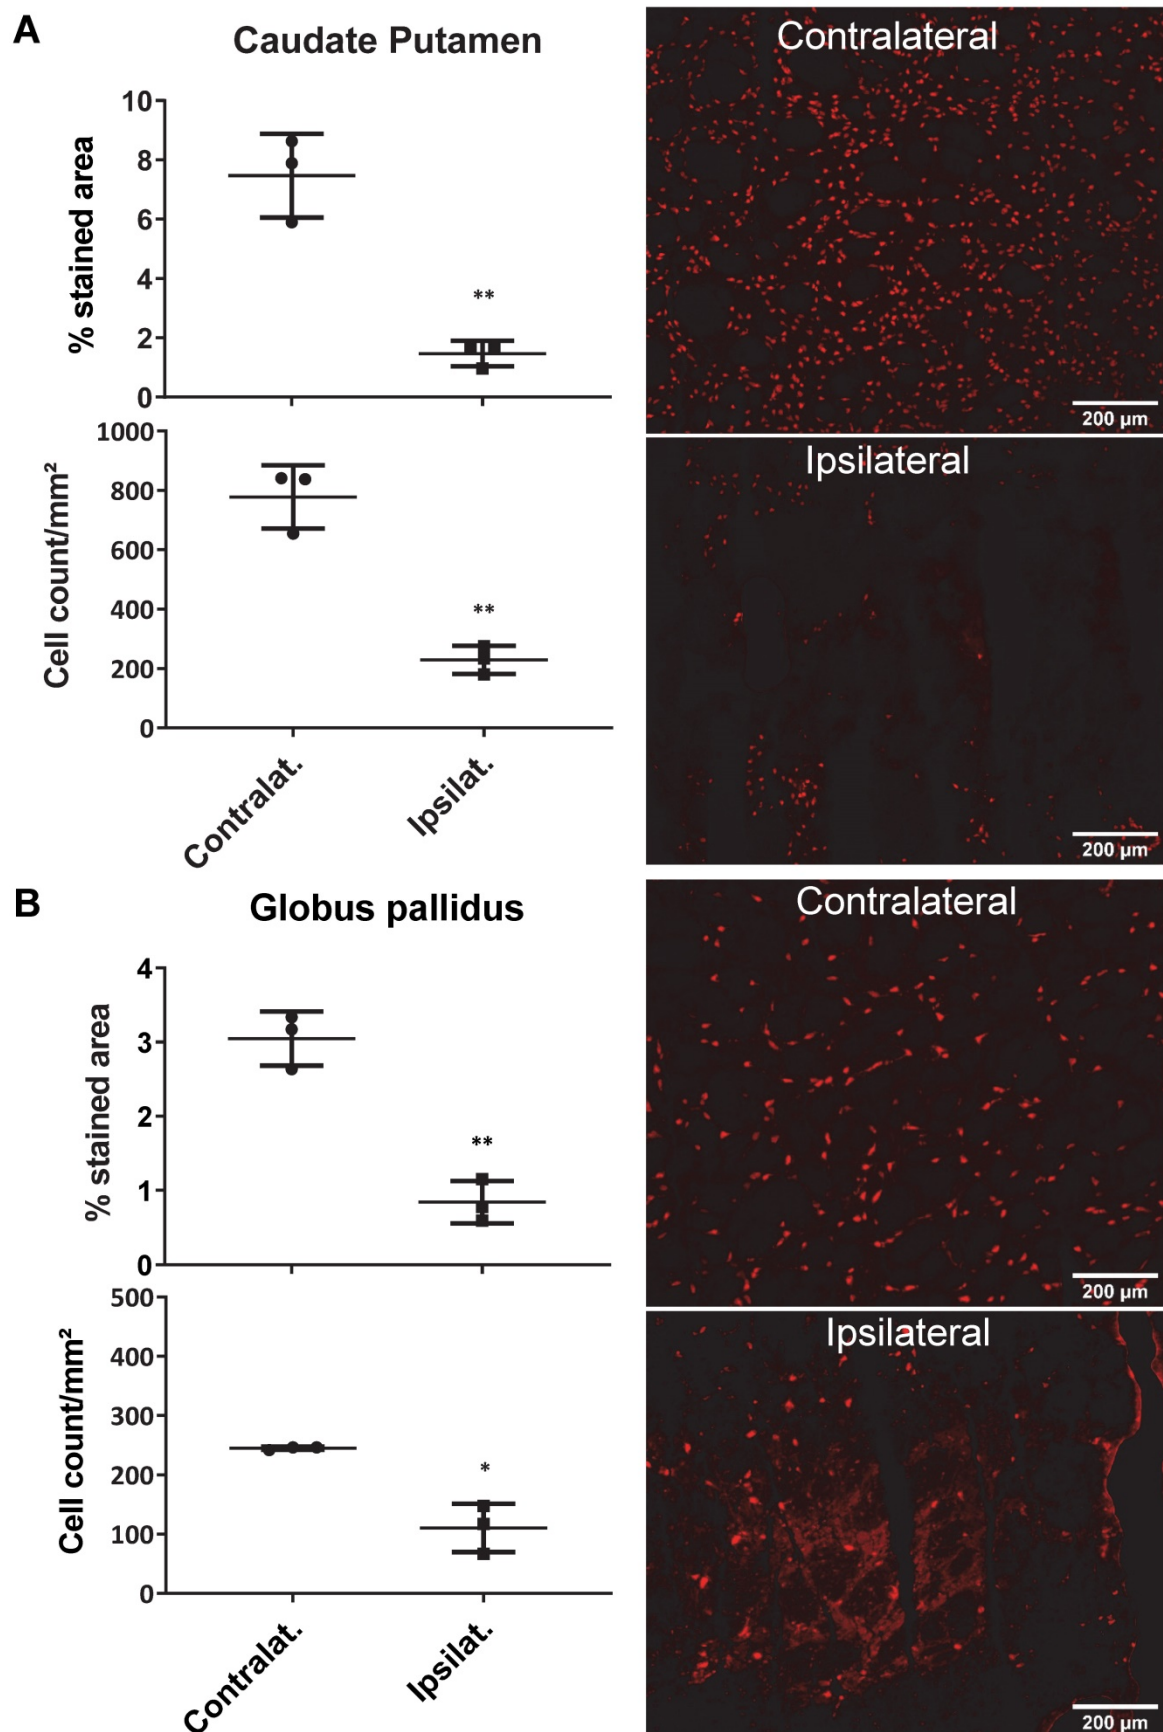 A
Caudate Putamen
Contralateral
% stained area
10
8
6
4
2
0
**
200 µm
Ipsilateral
Cell count/mm²
1000
800
600
400
200
0
**
Contralat.
Ipsilat.
200 µm
B
Globus pallidus
Contralateral
% stained area
4
3
2
1
0
**
200 µm
Ipsilateral
Cell count/mm²
500
400
300
200
100
0
*
Contralat.
Ipsilat.
200 µm